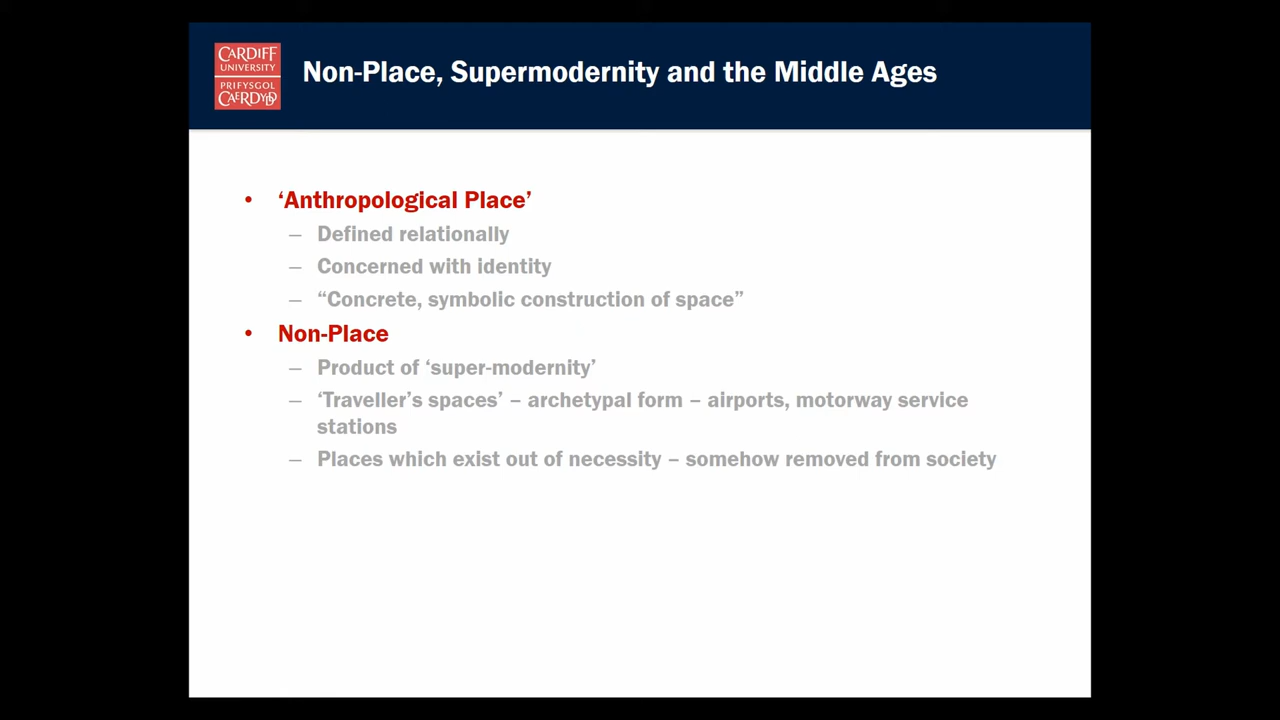 CARDIFF
UNIVERSITY
PRIFYSGOL
CAERDYDD
Non-Place, Supermodernity and the Middle Ages
• ‘Anthropological Place’
– Defined relationally
– Concerned with identity
– “Concrete, symbolic construction of space”
• Non-Place
– Product of ‘super-modernity’
– ‘Traveller’s spaces’ – archetypal form – airports, motorway service
stations
– Places which exist out of necessity – somehow removed from society